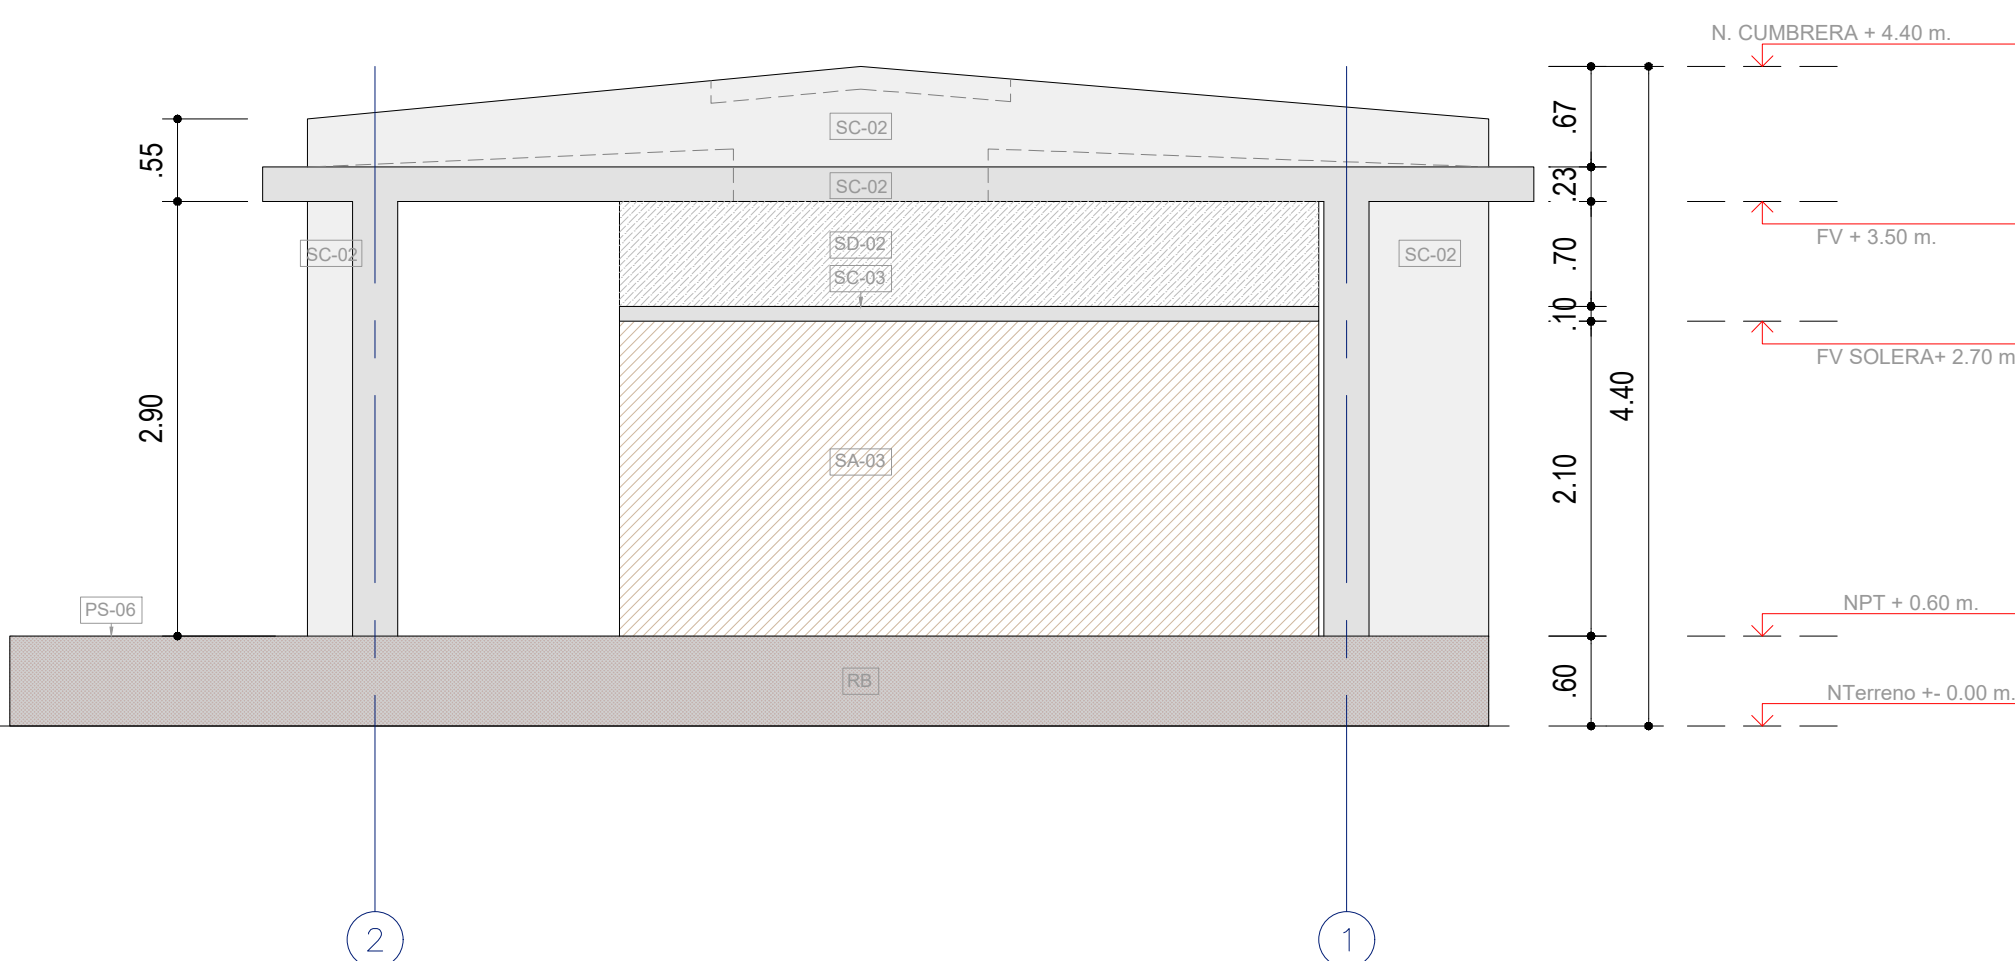 N. CUMBRERA + 4.40 m.
.67
SC-02
.55
.23
SC-02
FV + 3.50 m.
SD-02
SC-02
SC-02
.70
SC-03
.10
FV SOLERA+ 2.70 m
2.90
4.40
SA-03
2.10
PS-06
NPT + 0.60 m.
RB
.60
NTerreno +- 0.00 m.
2
1